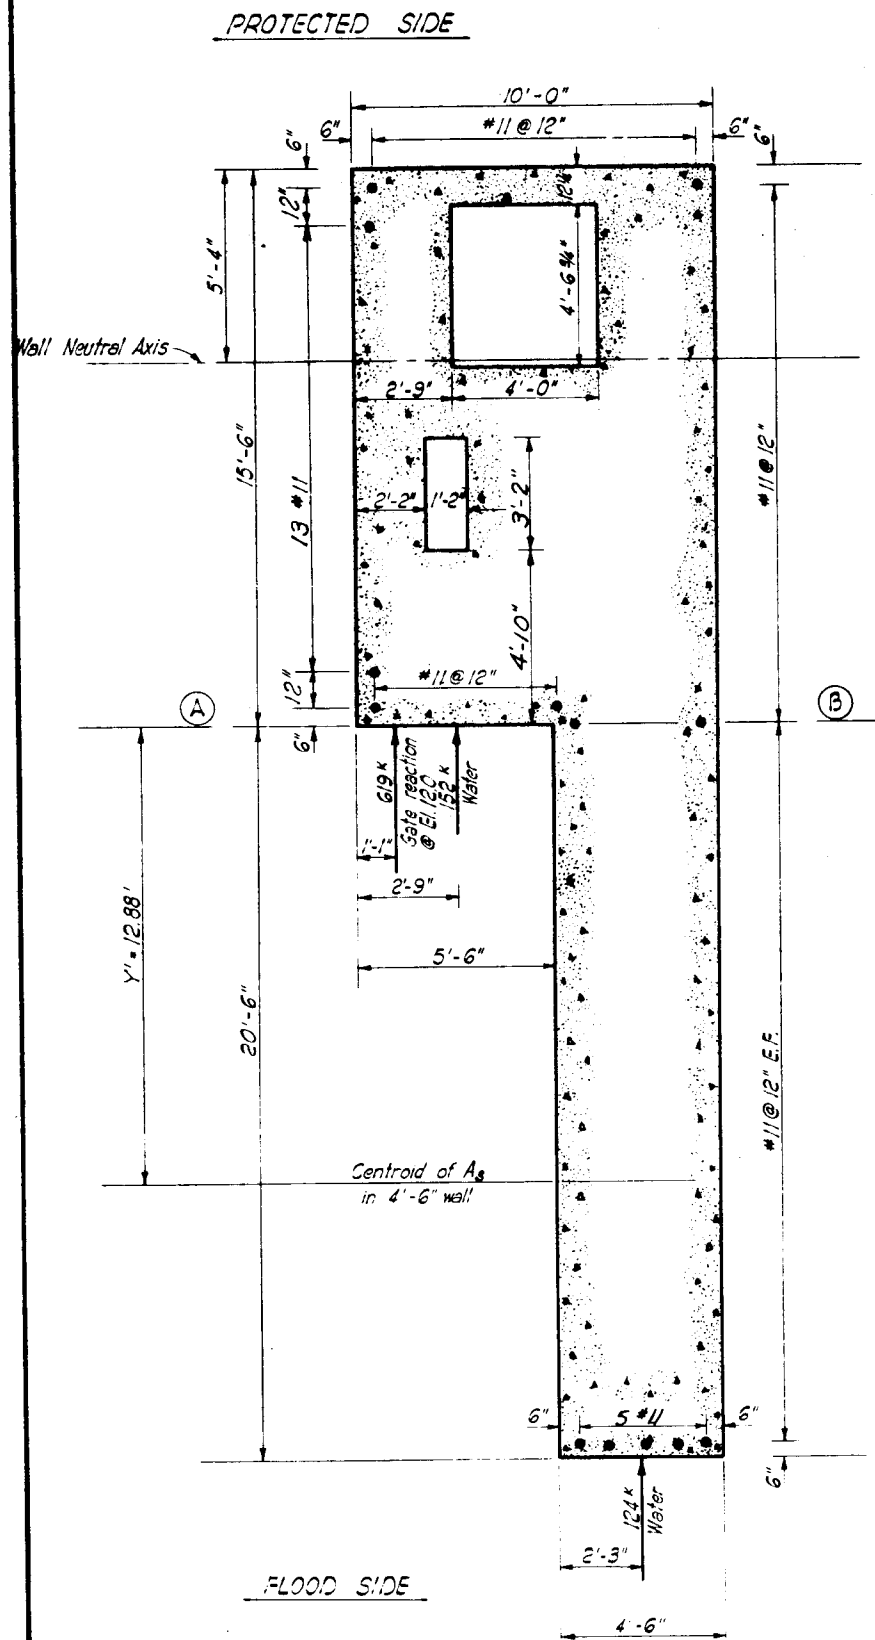 PROTECTED SIDE
10'-0"
6"
#11 @ 12"
6"
6"
6"
12"
12"
5'-4"
4'-6¾"
Wall Neutral Axis
2'-9"
4'-0"
15'-6"
13 #11
#11 @ 12"
2'-2"
1'-2"
3'-2"
4'-10"
#11 @ 12"
12"
A
B
6"
619 K
Gate reaction
@ El. 12.0
152 K
Water
1'-1"
2'-9"
5'-6"
Y' = 12.88'
20'-6"
#11 @ 12" E.F.
Centroid of As
in 4'-6" wall
6"
5 #11
6"
6"
124 K
Water
2'-3"
FLOOD SIDE
4'-6"